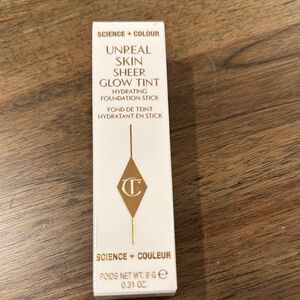 SCIENCE + COLOUR
UNREAL
SKIN
SHEER
GLOW TINT
HYDRATING
FOUNDATION STICK
FOND DE TEINT
HYDRATANT EN STICK
CT
SCIENCE + COULEUR
POIDS NET WT. 9 G ℮
0.31 OZ.